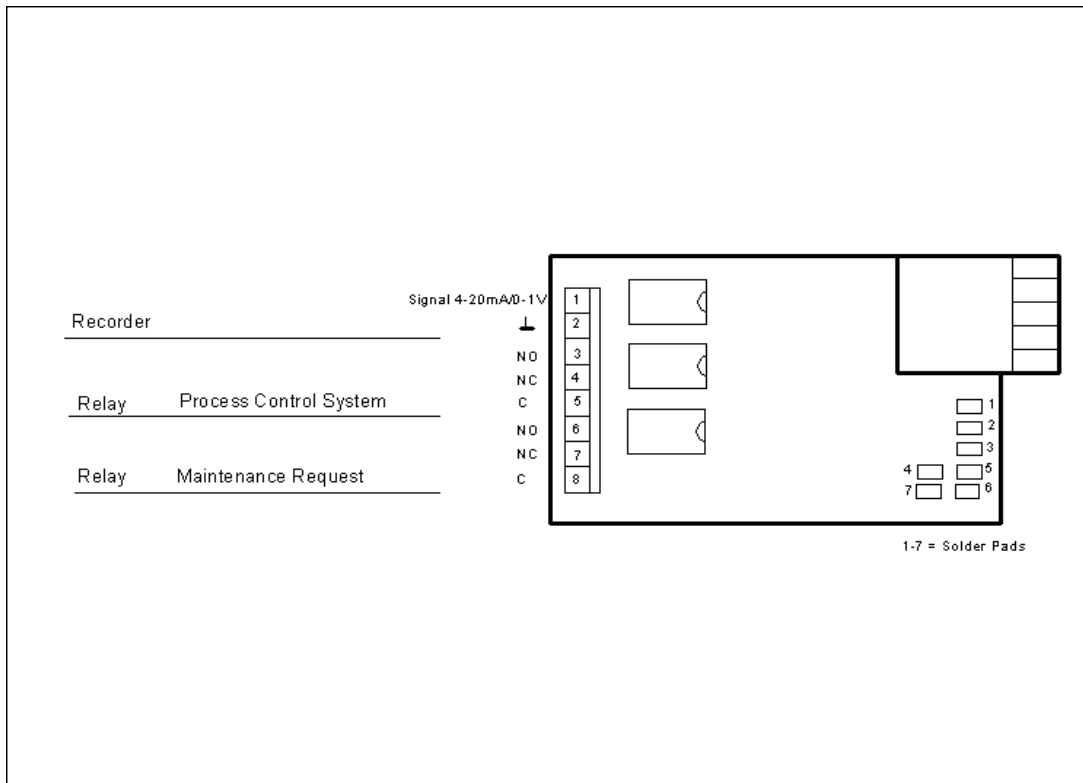 Signal 4-20mA/0-1V
Recorder
NO
NC
Relay Process Control System
C
NO
NC
Relay Maintenance Request
C
1
2
3
4
5
6
7
8
1
2
3
4
5
7
6
1-7 = Solder Pads